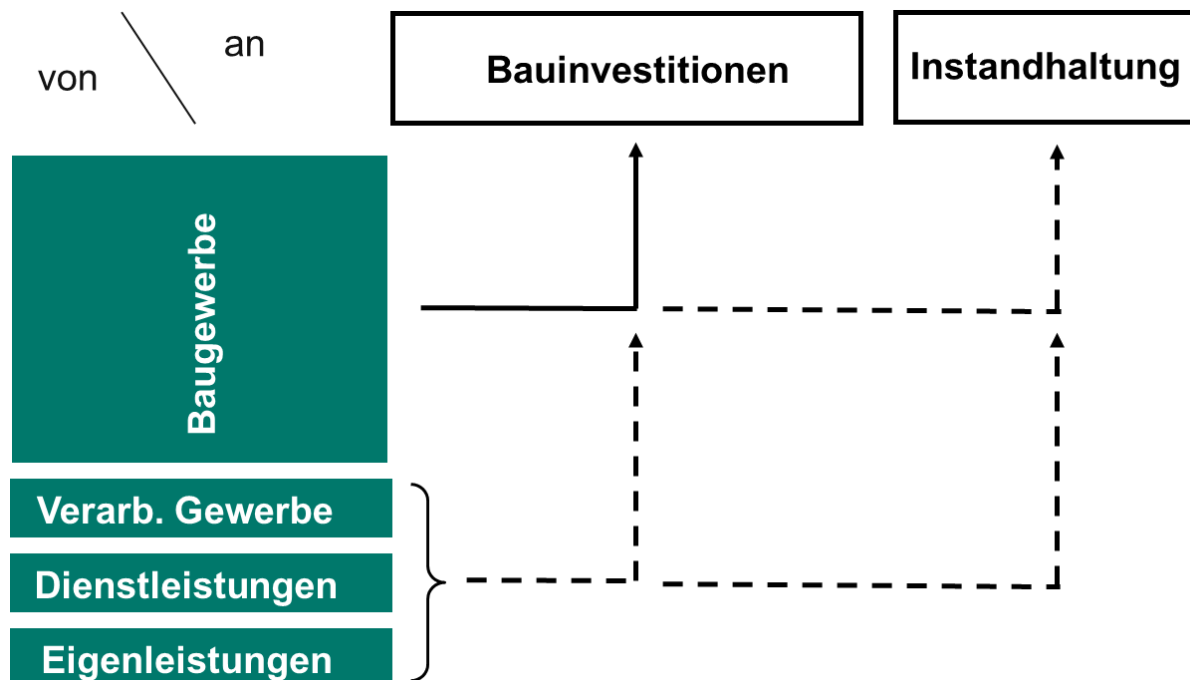 von
an
Bauinvestitionen
Instandhaltung
Baugewerbe
Verarb. Gewerbe
Dienstleistungen
Eigenleistungen